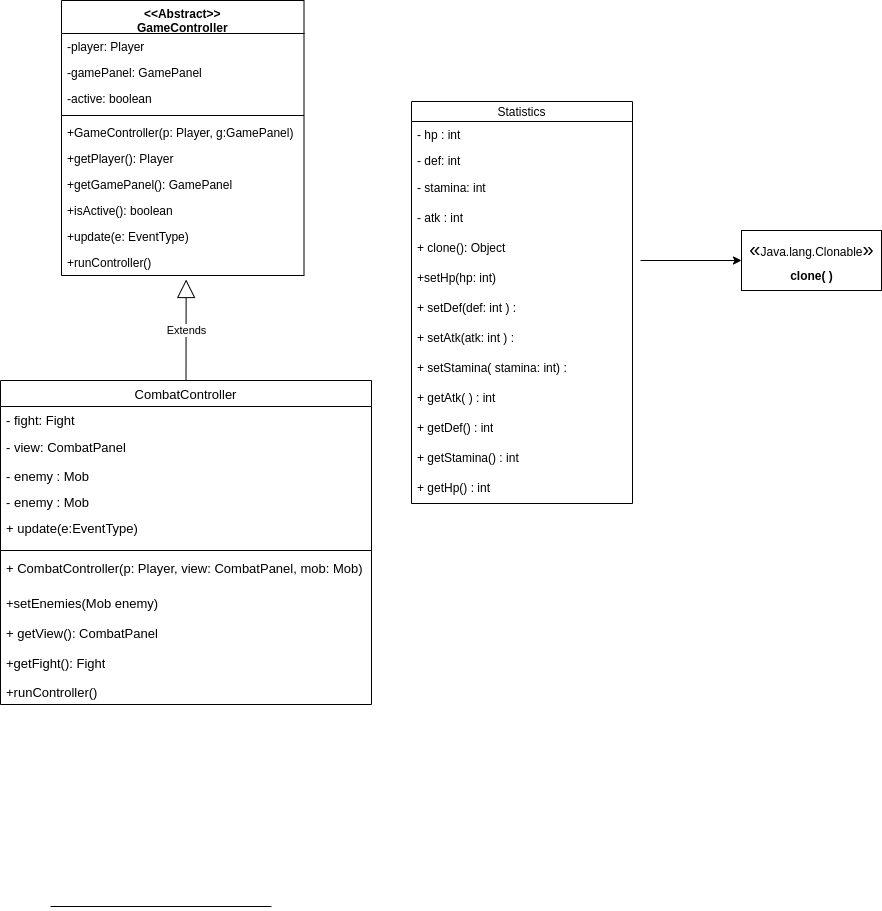 <<Abstract>>
GameController
-player: Player
-gamePanel: GamePanel
-active: boolean
+GameController(p: Player, g:GamePanel)
+getPlayer(): Player
+getGamePanel(): GamePanel
+isActive(): boolean
+update(e: EventType)
+runController()
Extends
CombatController
- fight: Fight
- view: CombatPanel
- enemy : Mob
- enemy : Mob
+ update(e:EventType)
+ CombatController(p: Player, view: CombatPanel, mob: Mob)
+setEnemies(Mob enemy)
+ getView(): CombatPanel
+getFight(): Fight
+runController()
Statistics
- hp : int
- def: int
- stamina: int
- atk : int
+ clone(): Object
+setHp(hp: int)
+ setDef(def: int ) :
+ setAtk(atk: int ) :
+ setStamina( stamina: int) :
+ getAtk( ) : int
+ getDef() : int
+ getStamina() : int
+ getHp() : int
«Java.lang.Clonable»
clone( )